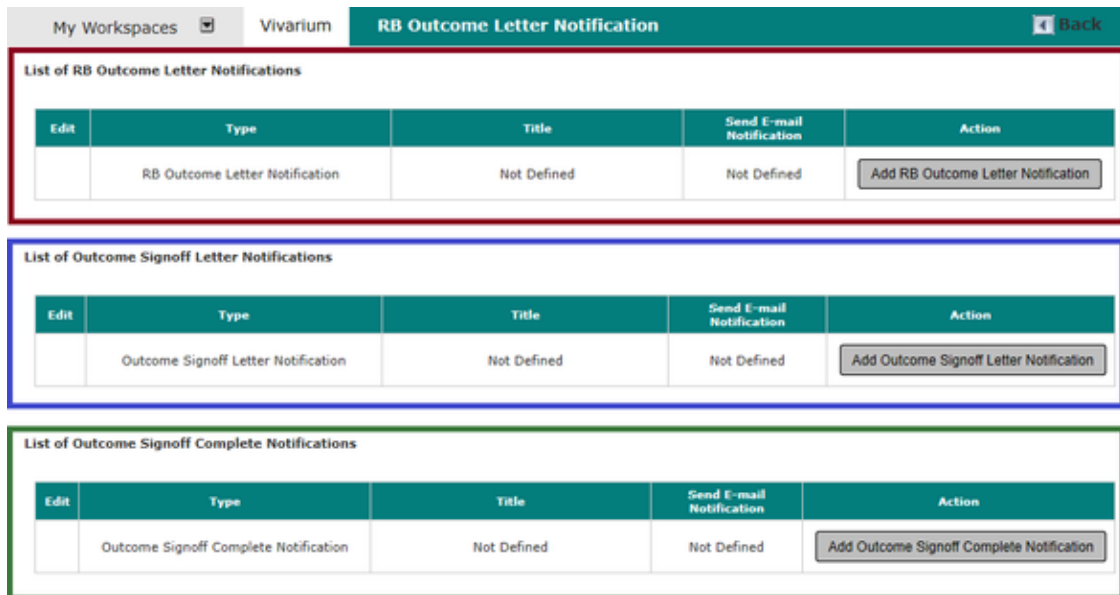 My Workspaces Vivarium RB Outcome Letter Notification Back
List of RB Outcome Letter Notifications
Edit Type Title Send E-mail Notification Action
RB Outcome Letter Notification Not Defined Not Defined Add RB Outcome Letter Notification
List of Outcome Signoff Letter Notifications
Edit Type Title Send E-mail Notification Action
Outcome Signoff Letter Notification Not Defined Not Defined Add Outcome Signoff Letter Notification
List of Outcome Signoff Complete Notifications
Edit Type Title Send E-mail Notification Action
Outcome Signoff Complete Notification Not Defined Not Defined Add Outcome Signoff Complete Notification